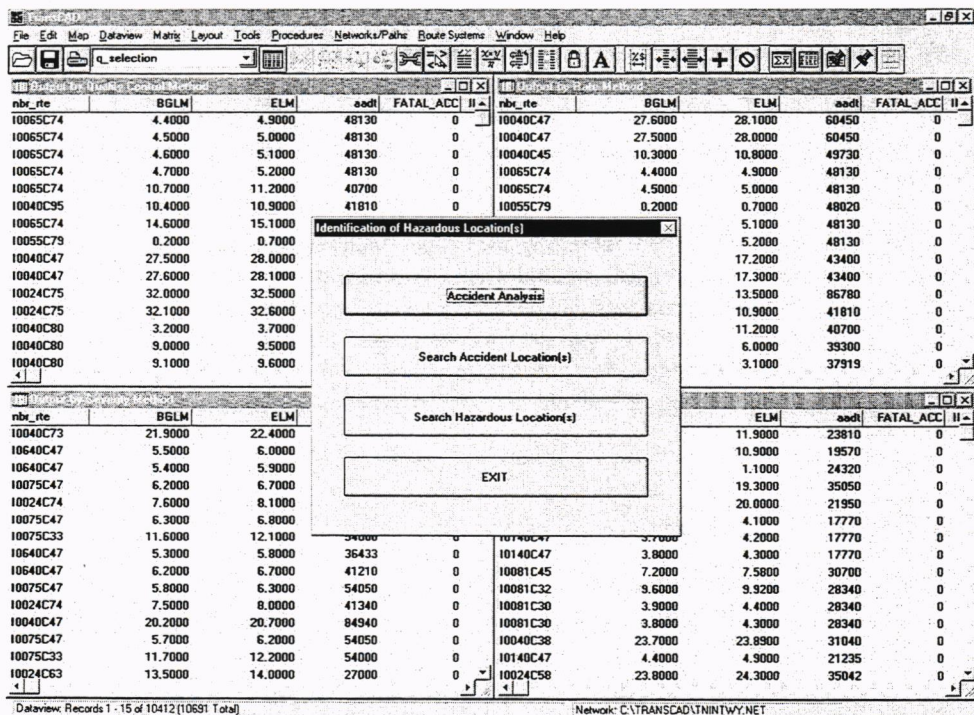 TransCAD
File Edit Map Dataview Matrix Layout Tools Procedures Networks/Paths Route Systems Window Help
q_selection
Output by Quality Control Method
nbr_rte BGLM ELM aadt FATAL_ACC
I0065C74 4.4000 4.9000 48130 0
I0065C74 4.5000 5.0000 48130 0
I0065C74 4.6000 5.1000 48130 0
I0065C74 4.7000 5.2000 48130 0
I0065C74 10.7000 11.2000 40700 0
I0040C95 10.4000 10.9000 41810 0
I0065C74 14.6000 15.1000
I0055C79 0.2000 0.7000
I0040C47 27.5000 28.0000
I0040C47 27.6000 28.1000
I0024C75 32.0000 32.5000
I0024C75 32.1000 32.6000
I0040C80 3.2000 3.7000
I0040C80 9.0000 9.5000
I0040C80 9.1000 9.6000
Output by Rate Method
nbr_rte BGLM ELM aadt FATAL_ACC
I0040C47 27.6000 28.1000 60450 0
I0040C47 27.5000 28.0000 60450 0
I0040C45 10.3000 10.8000 49730 0
I0065C74 4.4000 4.9000 48130 0
I0065C74 4.5000 5.0000 48130 0
I0055C79 0.2000 0.7000 48020 0
5.1000 48130 0
5.2000 48130 0
17.2000 43400 0
17.3000 43400 0
13.5000 86780 0
10.9000 41810 0
11.2000 40700 0
6.0000 39300 0
3.1000 37919 0
Identification of Hazardous Location(s)
Accident Analysis
Search Accident Location(s)
Search Hazardous Location(s)
EXIT
Output by Severity Method
nbr_rte BGLM ELM
I0040C73 21.9000 22.4000
I0640C47 5.5000 6.0000
I0640C47 5.4000 5.9000
I0075C47 6.2000 6.7000
I0024C74 7.6000 8.1000
I0075C47 6.3000 6.8000
I0075C33 11.6000 12.1000 54000 0
I0640C47 5.3000 5.8000 36433 0
I0640C47 6.2000 6.7000 41210 0
I0075C47 5.8000 6.3000 54050 0
I0024C74 7.5000 8.0000 41340 0
I0040C47 20.2000 20.7000 84940 0
I0075C47 5.7000 6.2000 54050 0
I0075C33 11.7000 12.2000 54000 0
I0024C63 13.5000 14.0000 27000 0
ELM aadt FATAL_ACC
11.9000 23810 0
10.9000 19570 0
1.1000 24320 0
19.3000 35050 0
20.0000 21950 0
4.1000 17770 0
I0140C47 3.7000 4.2000 17770 0
I0140C47 3.8000 4.3000 17770 0
I0081C45 7.2000 7.5800 30700 0
I0081C32 9.6000 9.9200 28340 0
I0081C30 3.9000 4.4000 28340 0
I0081C30 3.8000 4.3000 28340 0
I0040C38 23.7000 23.8900 31040 0
I0140C47 4.4000 4.9000 21235 0
I0024C58 23.8000 24.3000 35042 0
Dataview: Records 1 - 15 of 10412 [10691 Total]
Network: C:\TRANSCAD\TNINTWY.NET